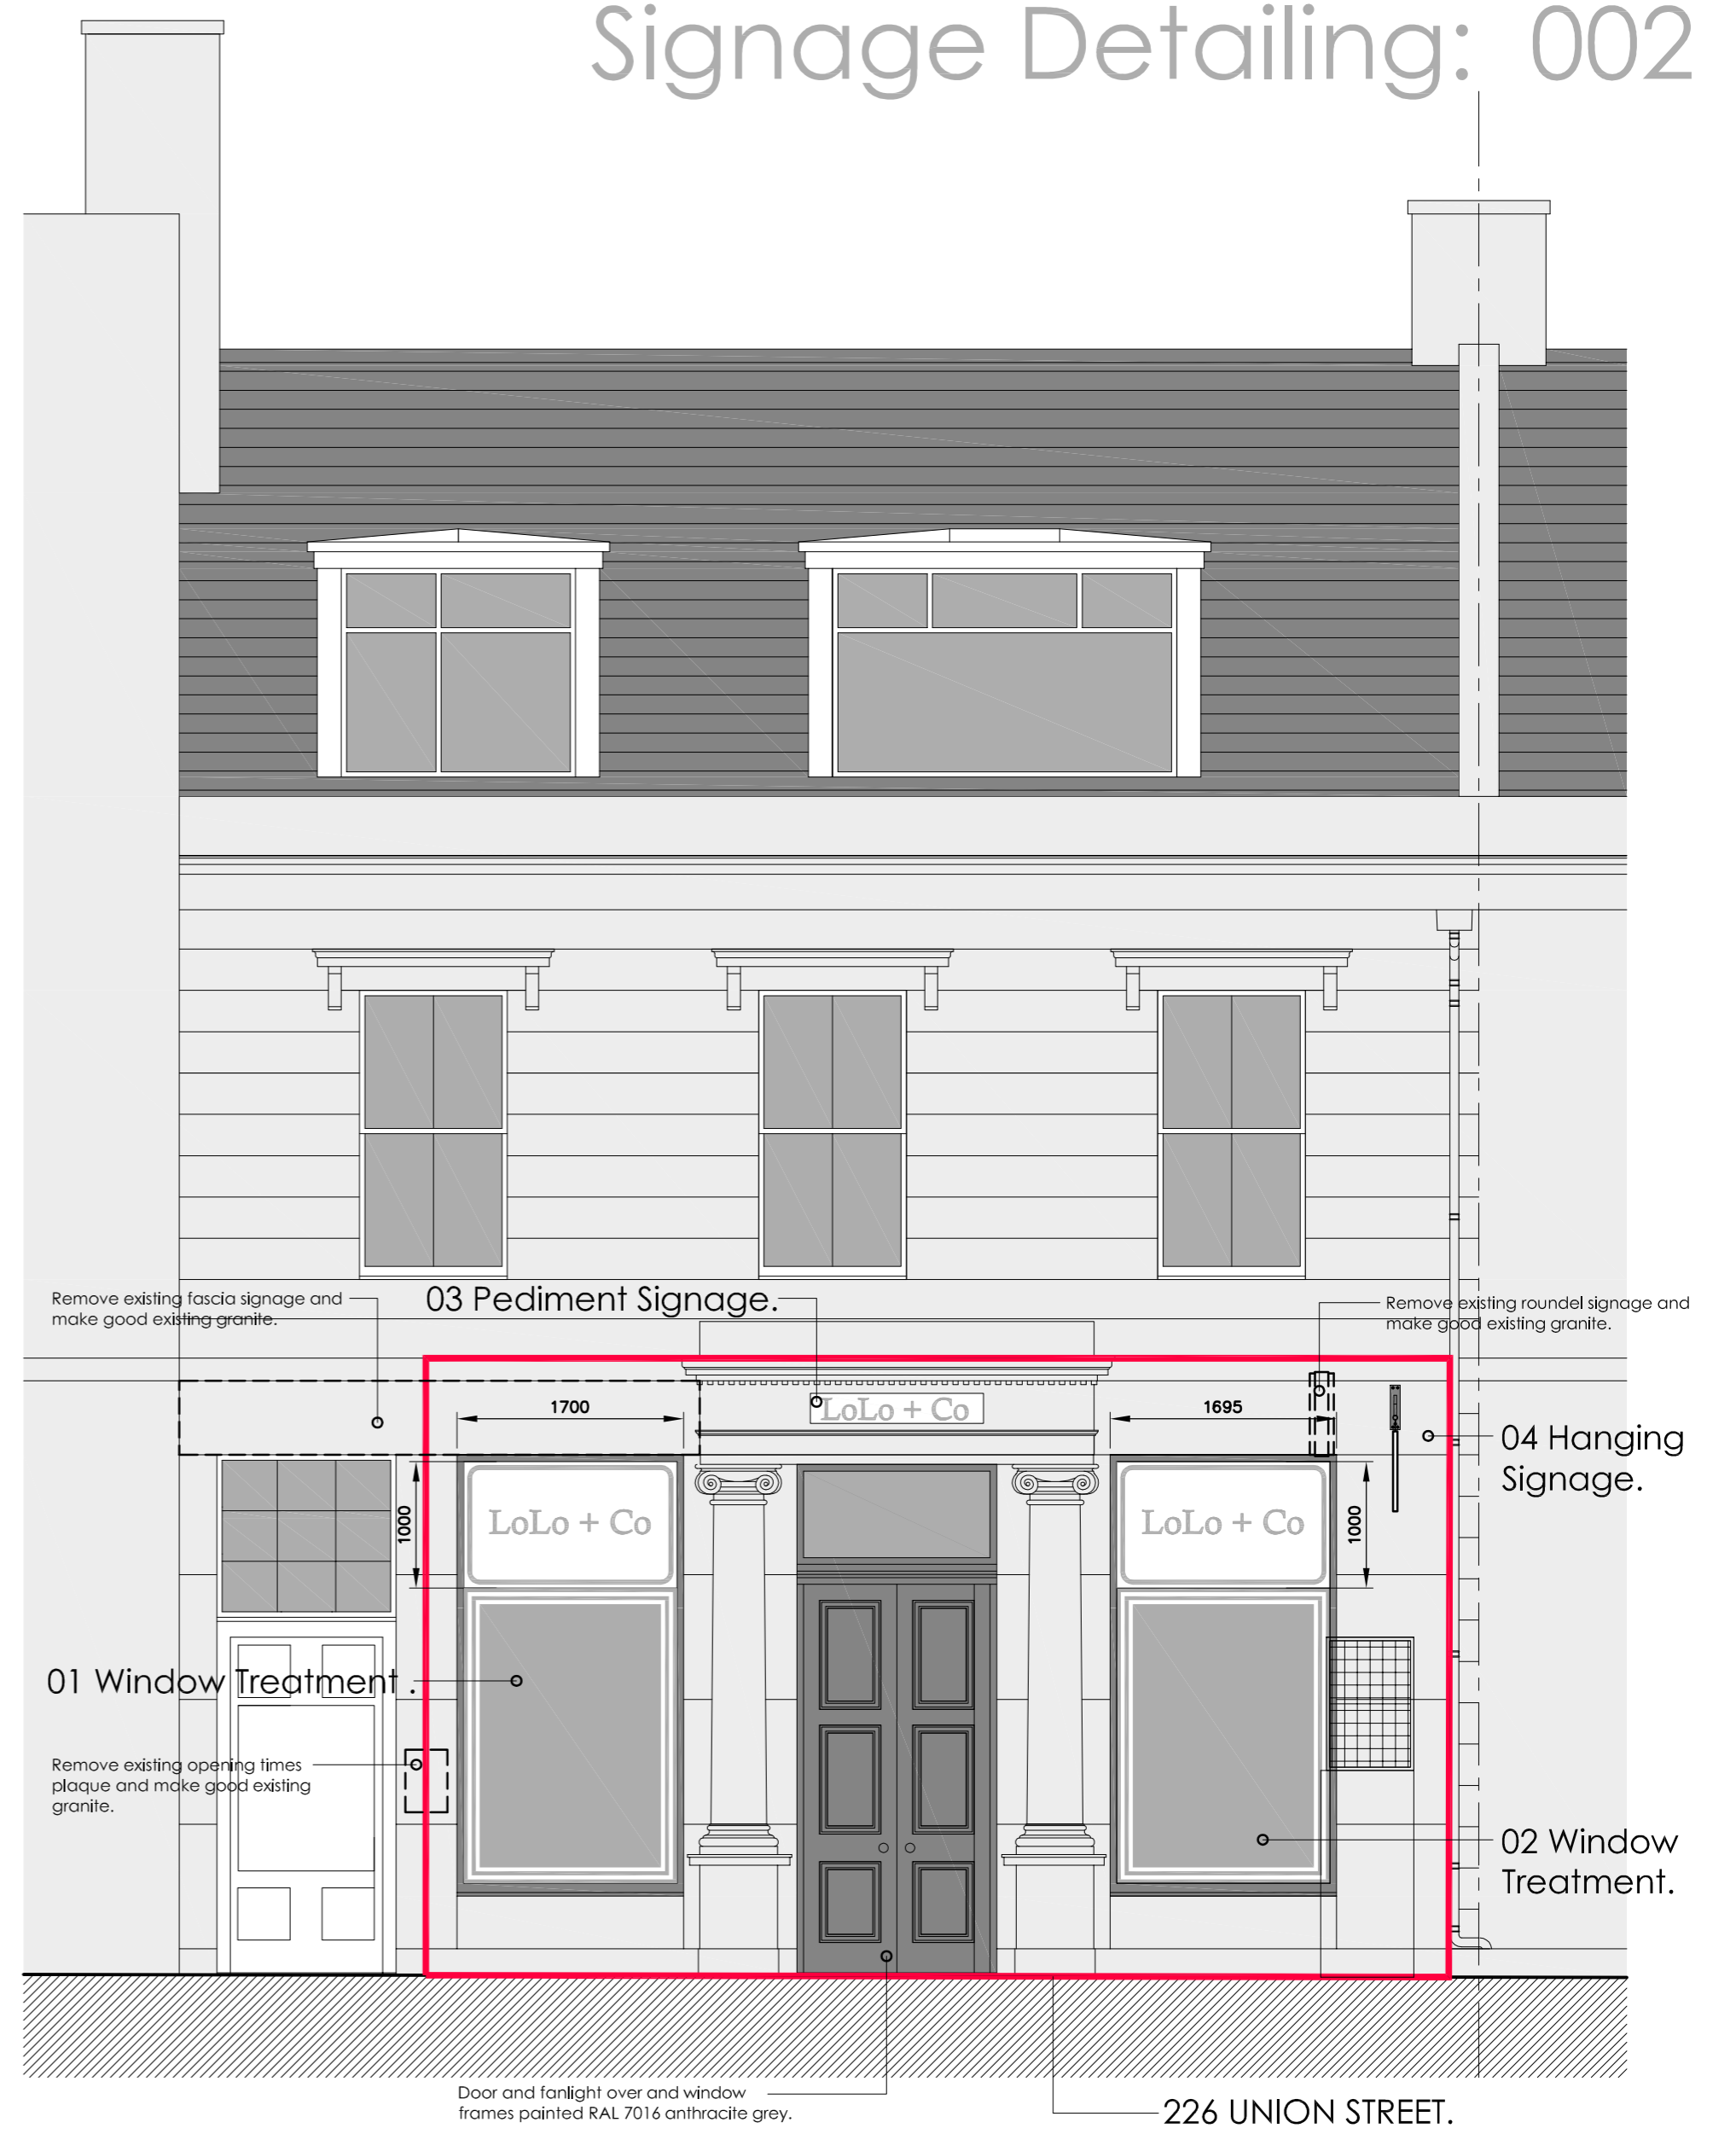 Signage Detailing: 002
Remove existing fascia signage and
make good existing granite.
03 Pediment Signage.
Remove existing roundel signage and
make good existing granite.
LoLo + Co
1700
1695
04 Hanging
Signage.
LoLo + Co
1000
LoLo + Co
1000
01 Window Treatment .
Remove existing opening times
plaque and make good existing
granite.
02 Window
Treatment.
Door and fanlight over and window
frames painted RAL 7016 anthracite grey.
226 UNION STREET.